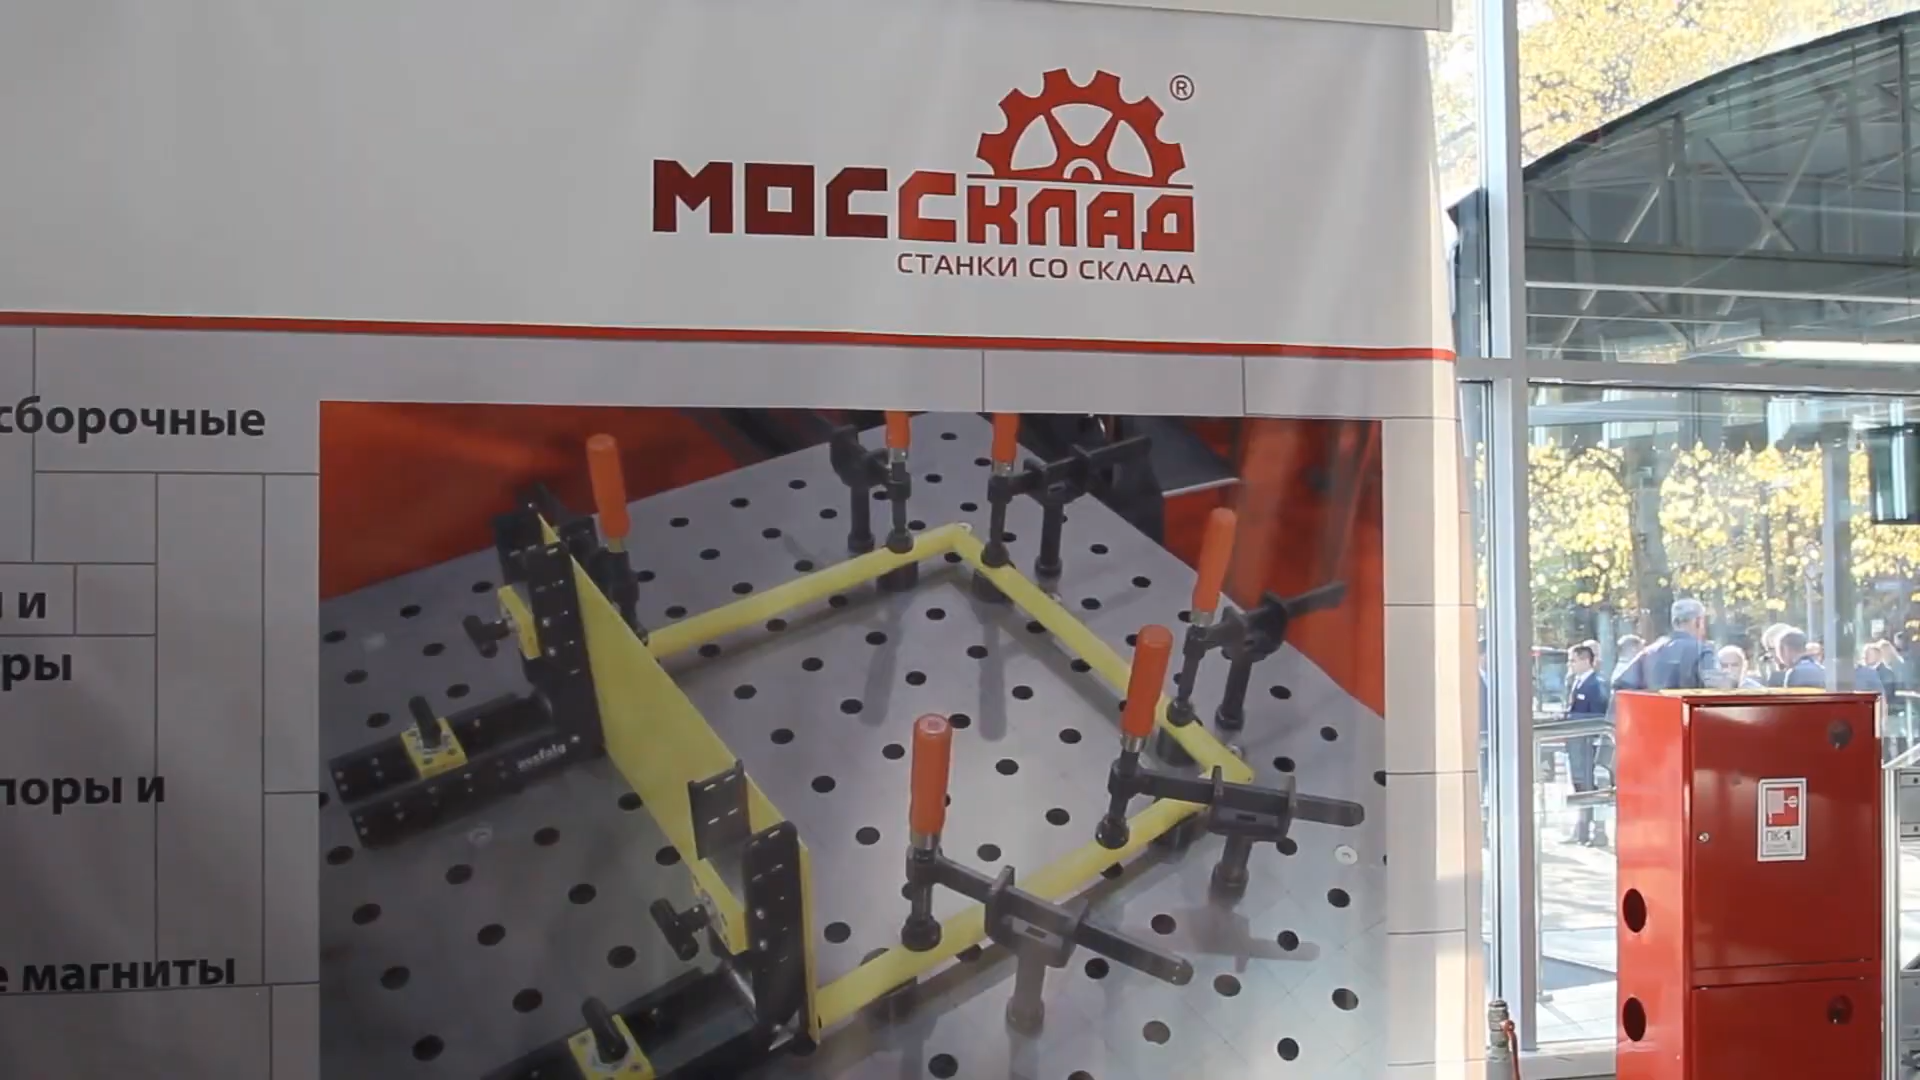 ®
МОССКЛАД
СТАНКИ СО СКЛАДА
сборочные
и
ры
поры и
е магниты
ПК-1